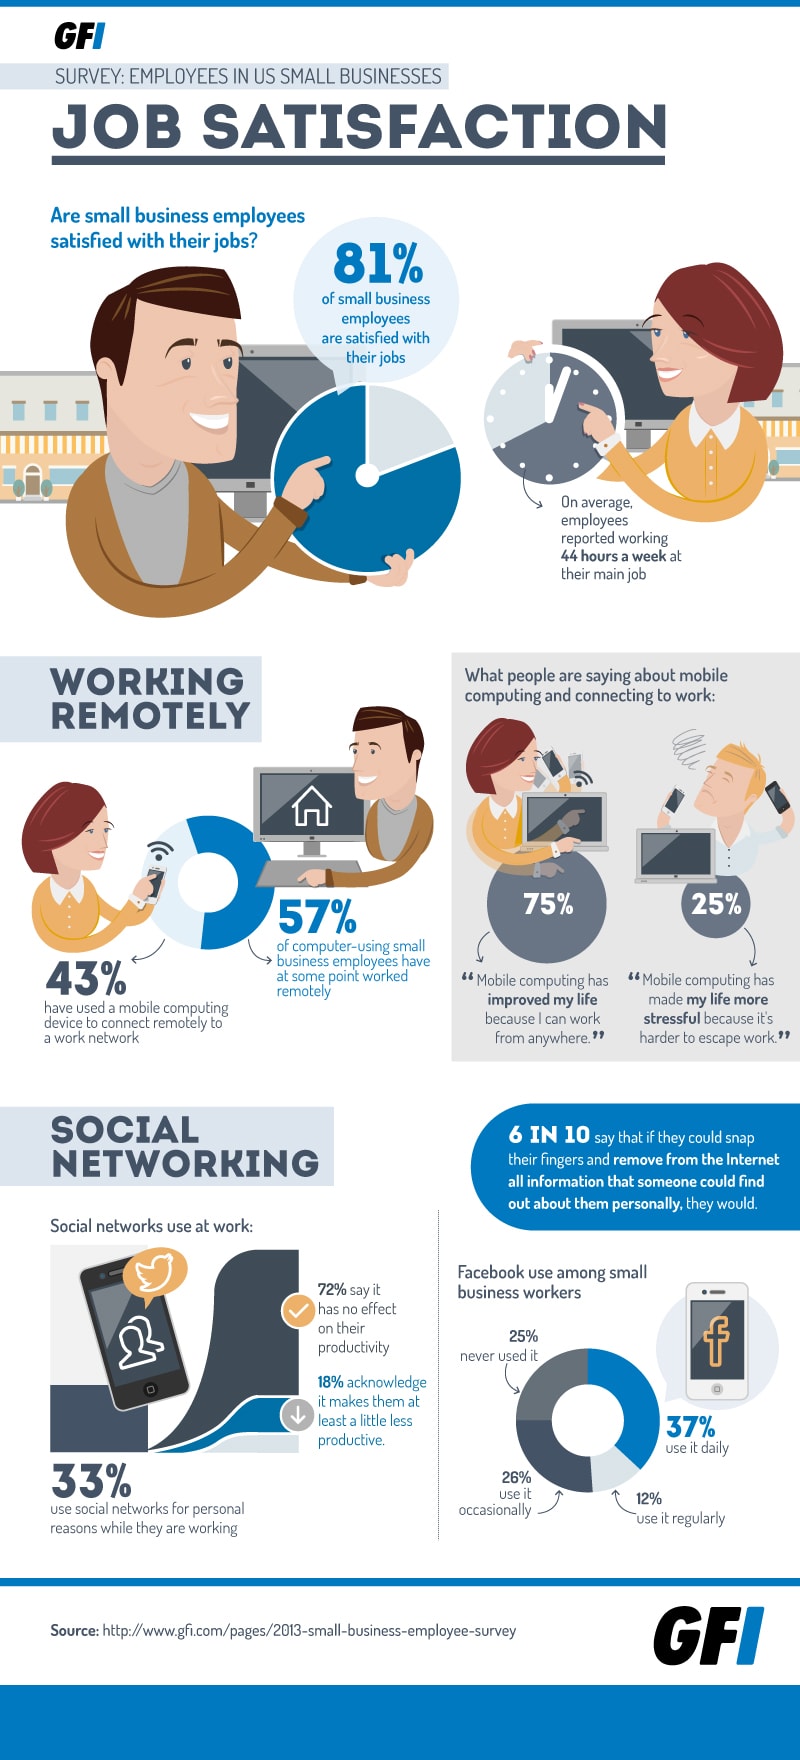 GFI
SURVEY: EMPLOYEES IN US SMALL BUSINESSES
JOB SATISFACTION
Are small business employees
satisfied with their jobs?
81%
of small business
employees
are satisfied with
their jobs
On average,
employees
reported working
44 hours a week at
their main job
WORKING
REMOTELY
43%
have used a mobile computing
device to connect remotely to
a work network
57%
of computer-using small
business employees have
at some point worked
remotely
What people are saying about mobile
computing and connecting to work:
75%
“Mobile computing has
improved my life
because I can work
from anywhere.”
25%
“Mobile computing has
made my life more
stressful because it's
harder to escape work.”
SOCIAL
NETWORKING
Social networks use at work:
72% say it
has no effect
on their
productivity
18% acknowledge
it makes them at
least a little less
productive.
33%
use social networks for personal
reasons while they are working
6 IN 10 say that if they could snap
their fingers and remove from the Internet
all information that someone could find
out about them personally, they would.
Facebook use among small
business workers
f
25%
never used it
37%
use it daily
26%
use it
occasionally
12%
use it regularly
Source: http://www.gfi.com/pages/2013-small-business-employee-survey
GFI